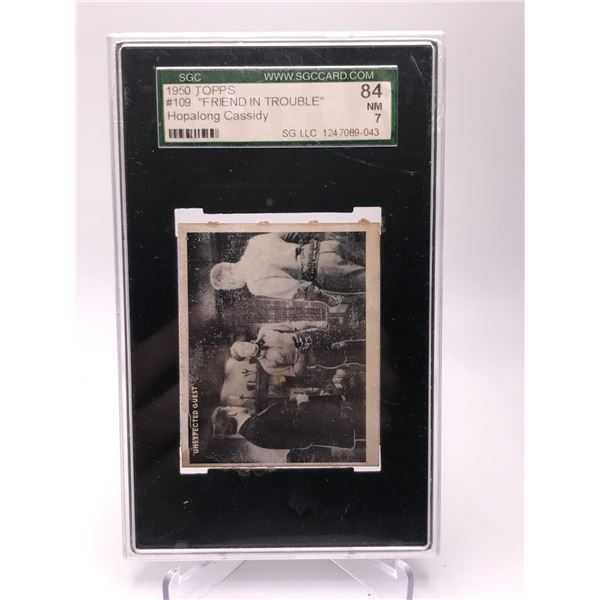 SGC WWW.SGCCARD.COM
1950 TOPPS 84
#109 "FRIEND IN TROUBLE" NM
Hopalong Cassidy 7
SG, LLC 1247089-043
"UNEXPECTED GUEST"